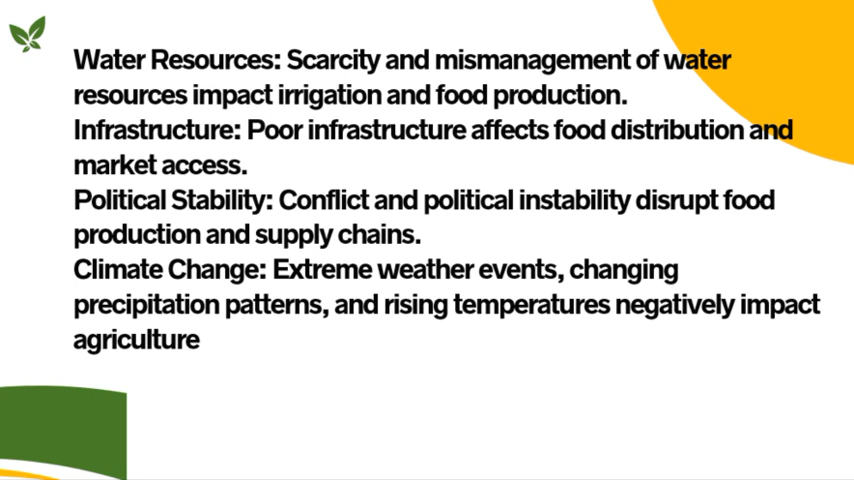 Water Resources: Scarcity and mismanagement of water
resources impact irrigation and food production.
Infrastructure: Poor infrastructure affects food distribution and
market access.
Political Stability: Conflict and political instability disrupt food
production and supply chains.
Climate Change: Extreme weather events, changing
precipitation patterns, and rising temperatures negatively impact
agriculture